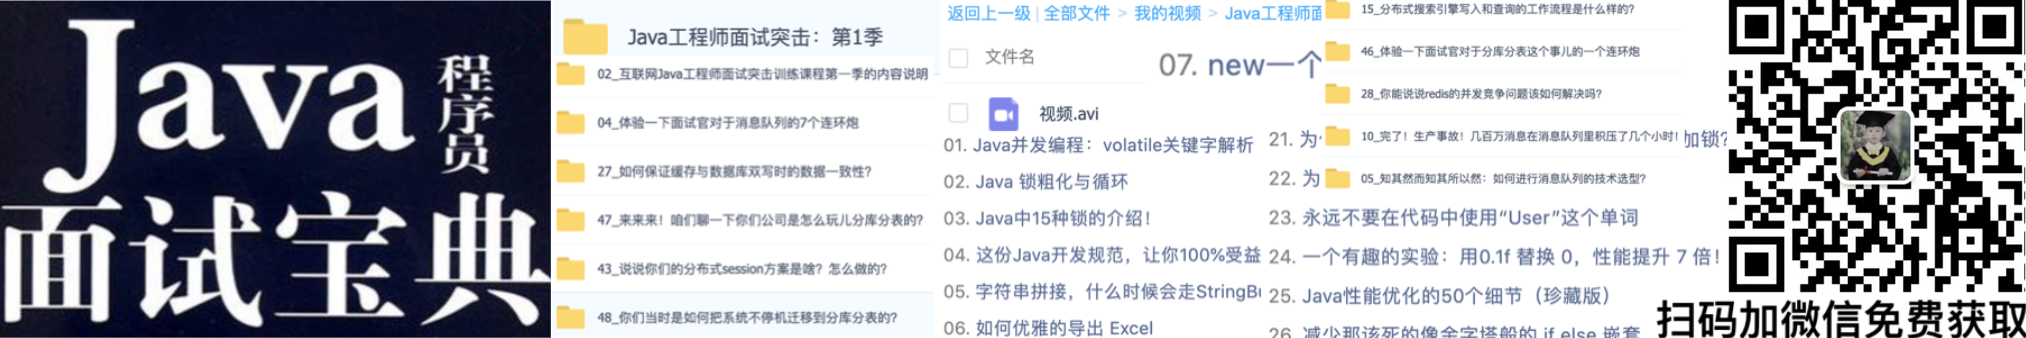 Java
程序员
面试宝典
Java工程师面试突击：第1季
02_互联网Java工程师面试突击训练课程第一季的内容说明
04_体验一下面试官对于消息队列的7个连环炮
27_如何保证缓存与数据库双写时的数据一致性?
47_来来来！咱们聊一下你们公司是怎么玩儿分库分表的?
43_说说你们的分布式session方案是啥？怎么做的?
48_你们当时是如何把系统不停机迁移到分库分表的?
返回上一级 | 全部文件 > 我的视频 > Java工程师面
文件名
07. new一个
视频.avi
01. Java并发编程：volatile关键字解析
02. Java 锁粗化与循环
03. Java中15种锁的介绍！
04. 这份Java开发规范，让你100%受益
05. 字符串拼接，什么时候会走StringBu
06. 如何优雅的导出 Excel
15_分布式搜索引擎写入和查询的工作流程是什么样的?
46_体验一下面试官对于分库分表这个事儿的一个连环炮
28_你能说说redis的并发竞争问题该如何解决吗?
10_完了！生产事故！几百万消息在消息队列里积压了几个小时！
05_知其然而知其所以然：如何进行消息队列的技术选型?
21. 为
加锁?
22. 为
23. 永远不要在代码中使用“User”这个单词
24. 一个有趣的实验：用0.1f 替换 0，性能提升 7 倍！
25. Java性能优化的50个细节（珍藏版）
26. 减少那该死的像金字塔般的 if else 嵌套
扫码加微信免费获取